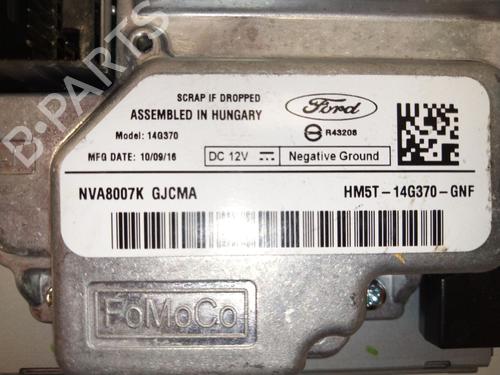 B-PARTS
SCRAP IF DROPPED
ASSEMBLED IN HUNGARY
Model: 14G370
MFG DATE: 10/09/16
Ford
R43208
DC 12V
Negative Ground
NVA8007K GJCMA
HM5T-14G370-GNF
FoMoCo